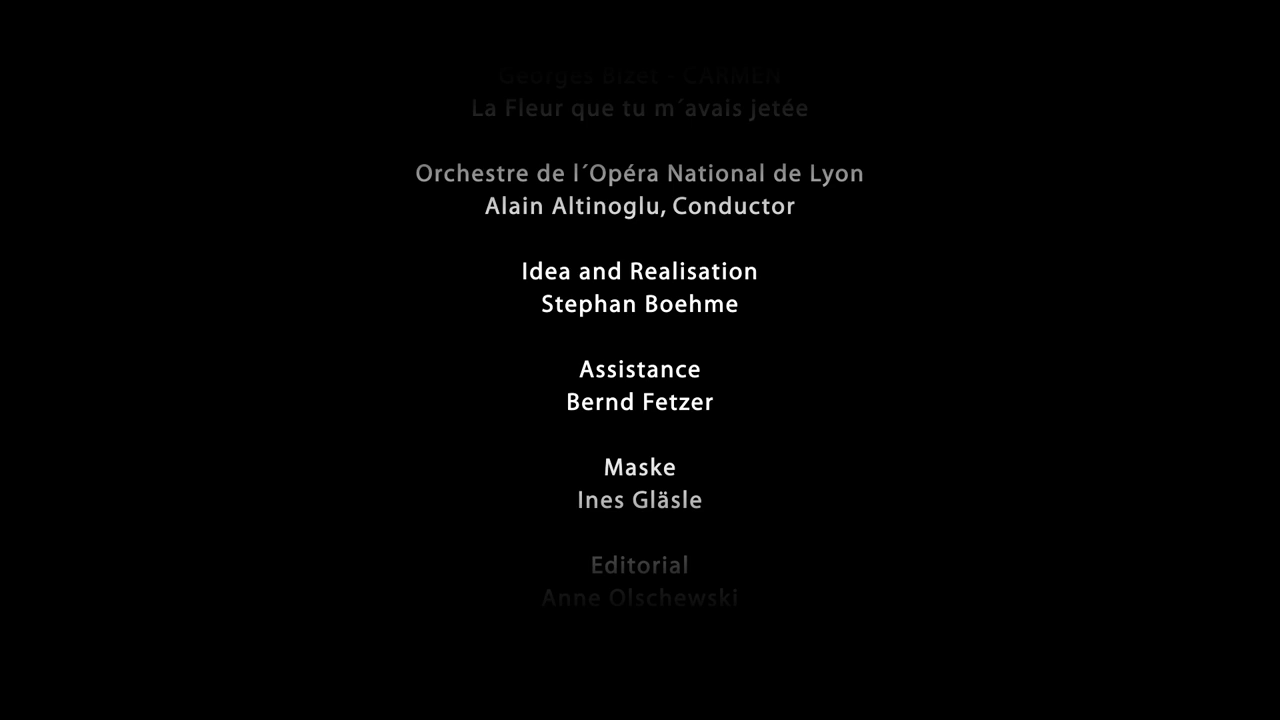 Georges Bizet - CARMEN
La Fleur que tu m´avais jetée
Orchestre de l´Opéra National de Lyon
Alain Altinoglu, Conductor
Idea and Realisation
Stephan Boehme
Assistance
Bernd Fetzer
Maske
Ines Gläsle
Editorial
Anne Olschewski